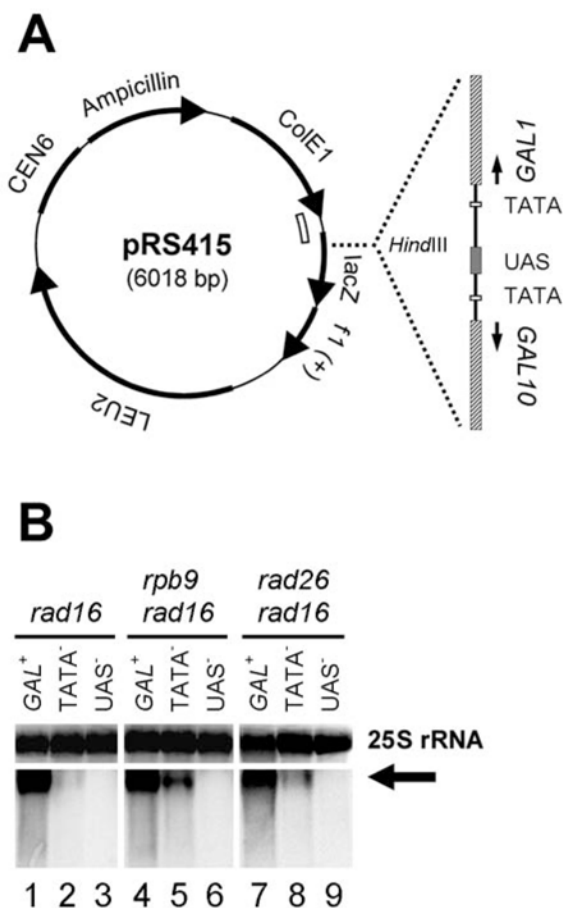 A
Ampicillin
CEN6
ColE1
pRS415
(6018 bp)
lacZ
f1 (+)
LEU2
HindIII
GAL1
TATA
UAS
TATA
GAL10
B
rpb9 rad26
rad16 rad16 rad16
GAL+ TATA- UAS- GAL+ TATA- UAS- GAL+ TATA- UAS-
25S rRNA
1 2 3 4 5 6 7 8 9